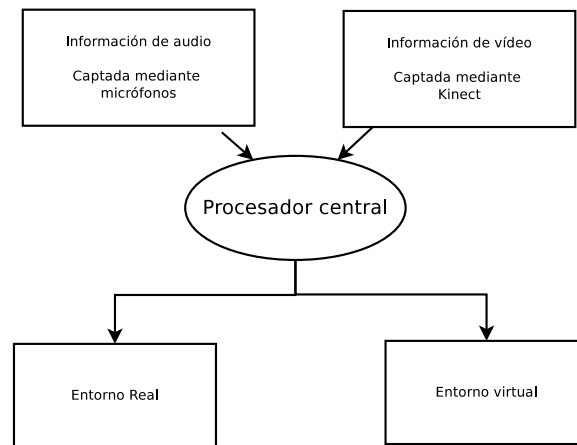 Información de audio
Captada mediante
micrófonos
Información de vídeo
Captada mediante
Kinect
Procesador central
Entorno Real
Entorno virtual